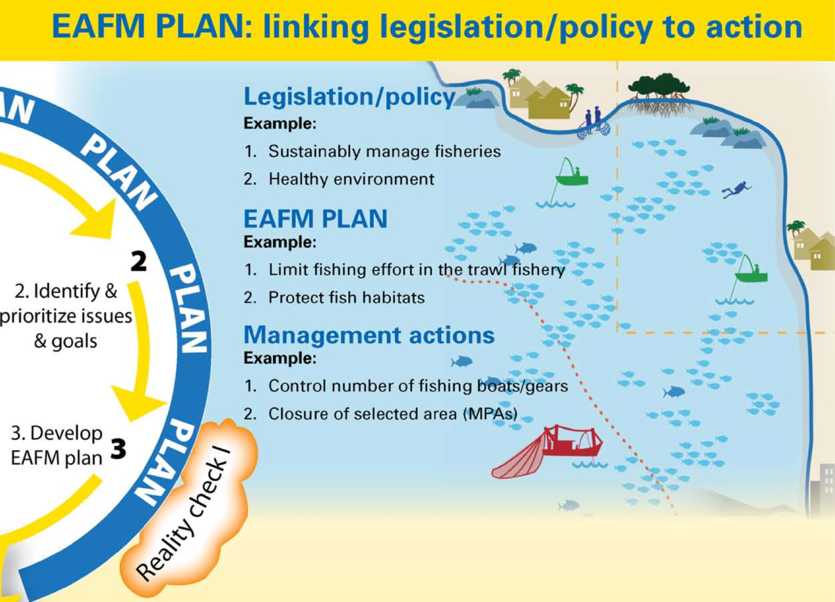 EAFM PLAN: linking legislation/policy to action
AN
PLAN
PLAN
PLAN
2
2. Identify &
prioritize issues
& goals
3. Develop
EAFM plan
3
Reality check I
Legislation/policy
Example:
1. Sustainably manage fisheries
2. Healthy environment
EAFM PLAN
Example:
1. Limit fishing effort in the trawl fishery
2. Protect fish habitats
Management actions
Example:
1. Control number of fishing boats/gears
2. Closure of selected area (MPAs)